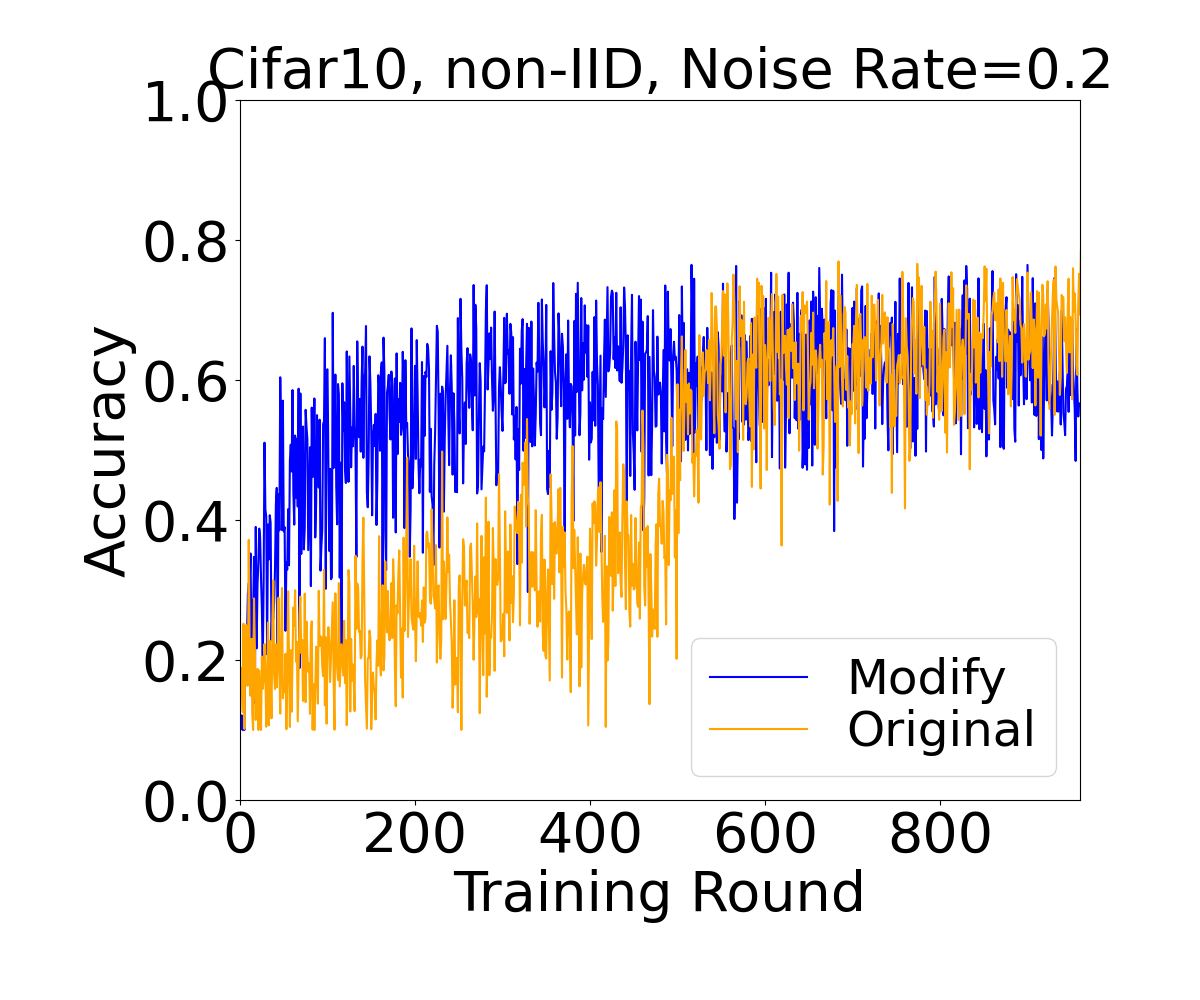 Cifar10, non-IID, Noise Rate=0.2
1.0
0.8
0.6
0.4
0.2
0.0
Accuracy
0 200 400 600 800
Training Round
Modify
Original